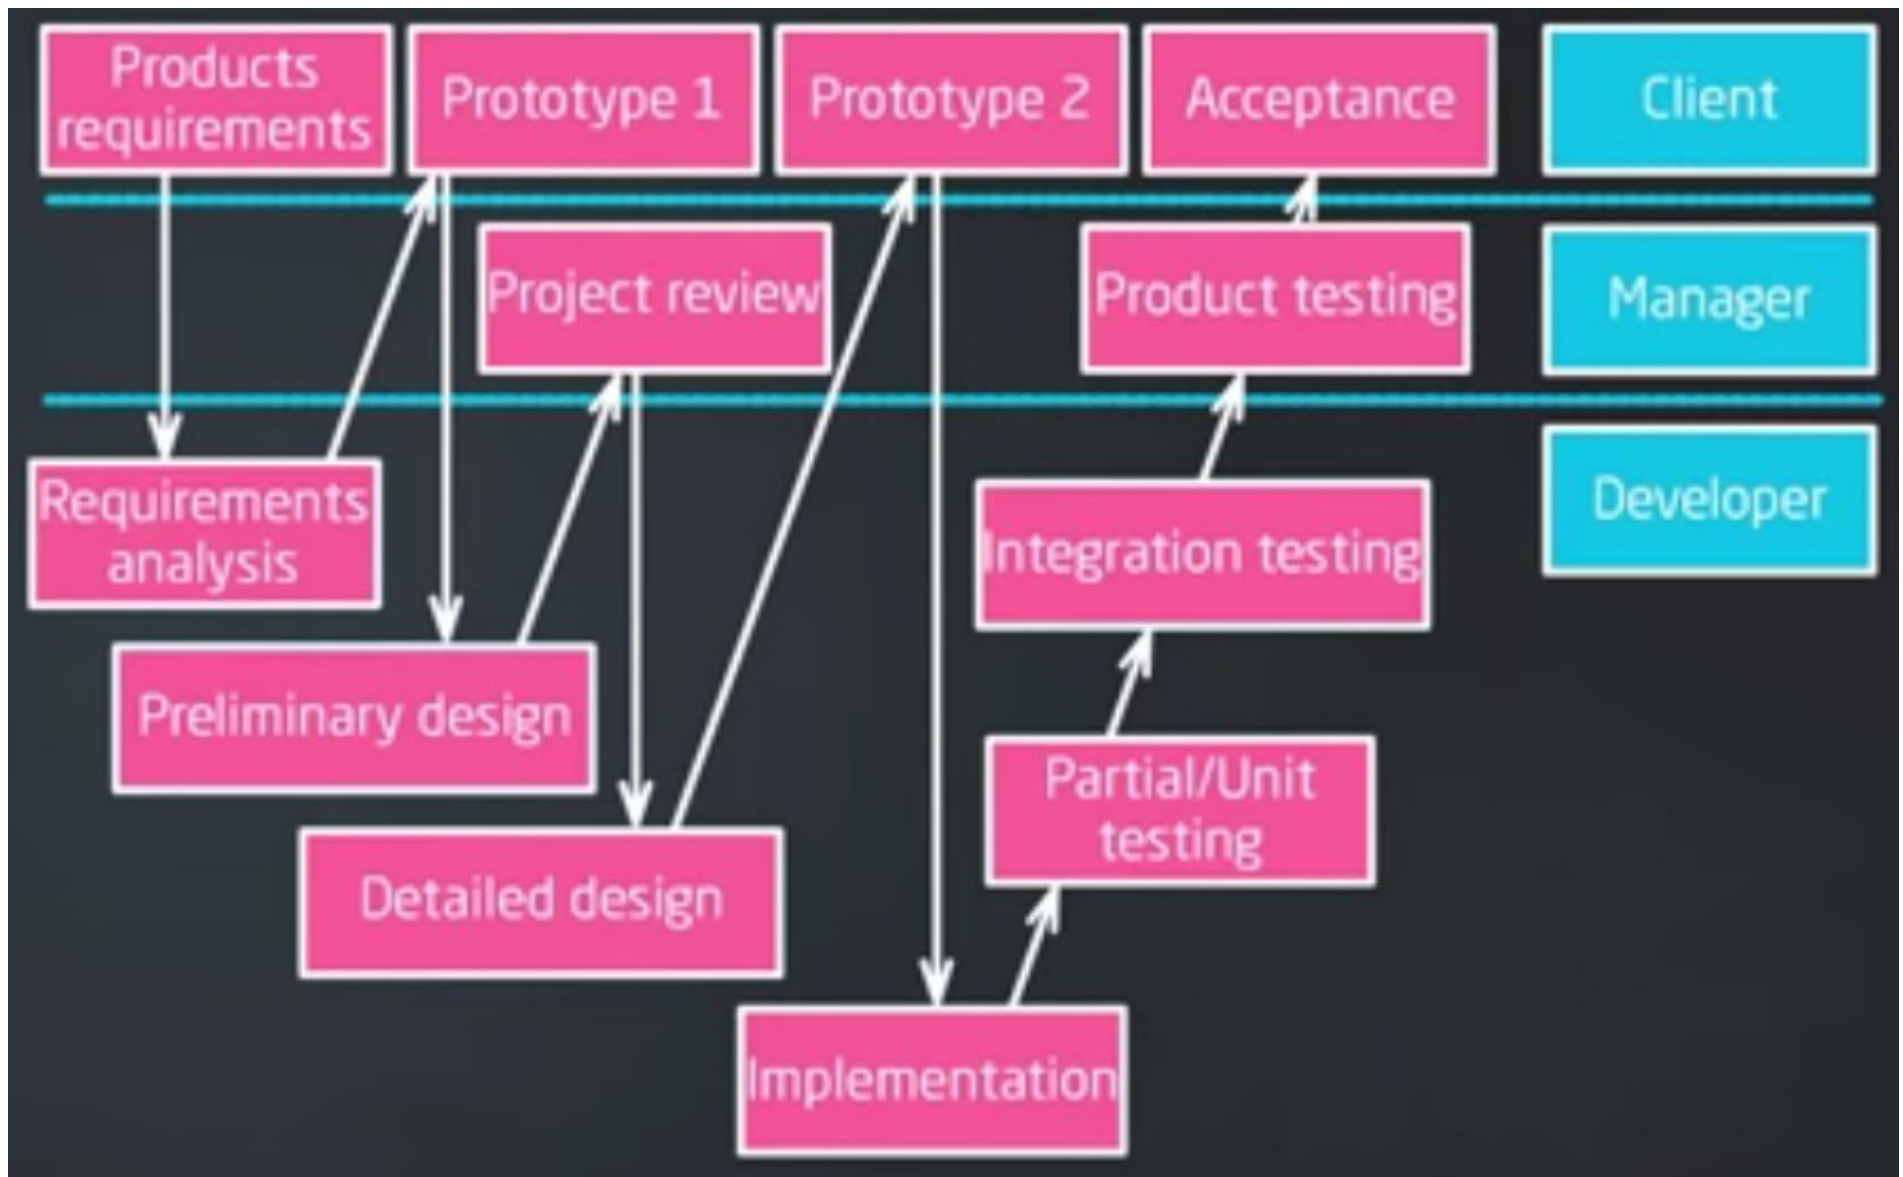 Products
requirements
Prototype 1
Prototype 2
Acceptance
Client
Project review
Product testing
Manager
Requirements
analysis
Integration testing
Developer
Preliminary design
Partial/Unit
testing
Detailed design
Implementation